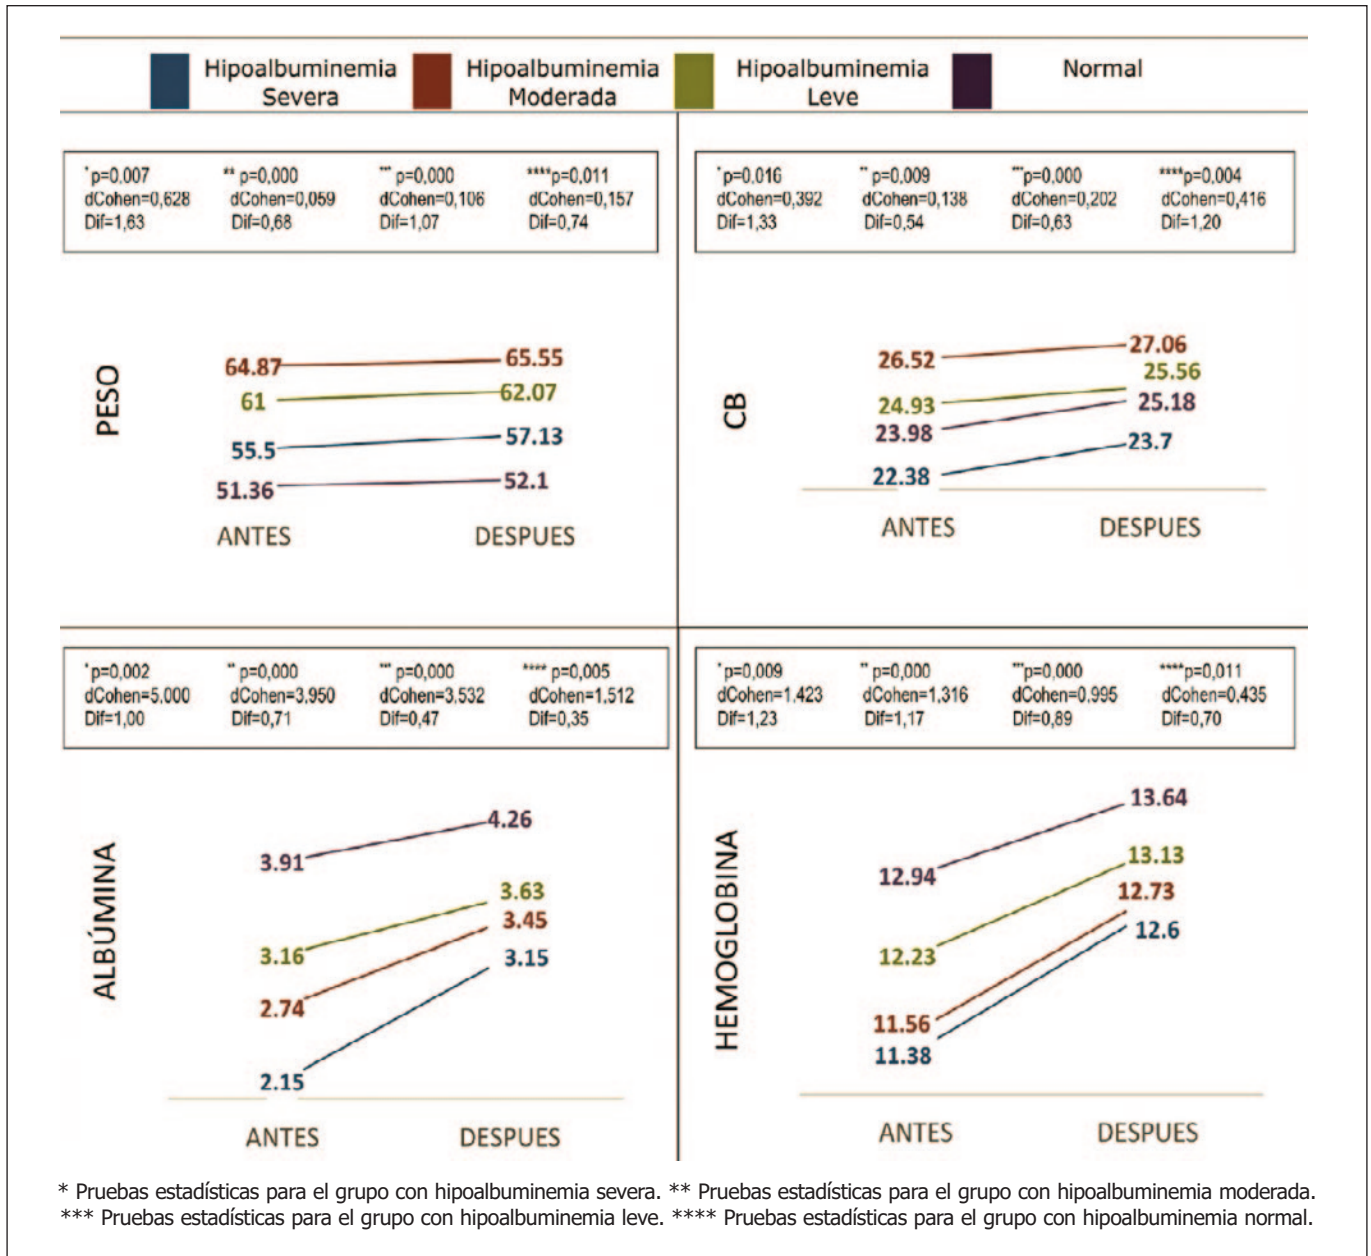 Hipoalbuminemia Severa
Hipoalbuminemia Moderada
Hipoalbuminemia Leve
Normal
*p=0,007 ** p=0,000 *** p=0,000 ****p=0,011
dCohen=0,628 dCohen=0,059 dCohen=0,106 dCohen=0,157
Dif=1,63 Dif=0,68 Dif=1,07 Dif=0,74
PESO
64.87 65.55
61 62.07
55.5 57.13
51.36 52.1
ANTES DESPUES
*p=0,016 ** p=0,009 ***p=0,000 ****p=0,004
dCohen=0,392 dCohen=0,138 dCohen=0,202 dCohen=0,416
Dif=1,33 Dif=0,54 Dif=0,63 Dif=1,20
CB
26.52 27.06
24.93 25.56
23.98 25.18
22.38 23.7
ANTES DESPUES
*p=0,002 ** p=0,000 *** p=0,000 **** p=0,005
dCohen=5.000 dCohen=3,950 dCohen=3,532 dCohen=1,512
Dif=1,00 Dif=0,71 Dif=0,47 Dif=0,35
ALBÚMINA
3.91 4.26
3.16 3.63
2.74 3.45
2.15 3.15
ANTES DESPUES
*p=0,009 ** p=0,000 ***p=0,000 ****p=0,011
dCohen=1.423 dCohen=1,316 dCohen=0,995 dCohen=0,435
Dif=1,23 Dif=1,17 Dif=0,89 Dif=0,70
HEMOGLOBINA
12.94 13.64
12.23 13.13
11.56 12.73
11.38 12.6
ANTES DESPUES
* Pruebas estadísticas para el grupo con hipoalbuminemia severa. ** Pruebas estadísticas para el grupo con hipoalbuminemia moderada.
*** Pruebas estadísticas para el grupo con hipoalbuminemia leve. **** Pruebas estadísticas para el grupo con hipoalbuminemia normal.